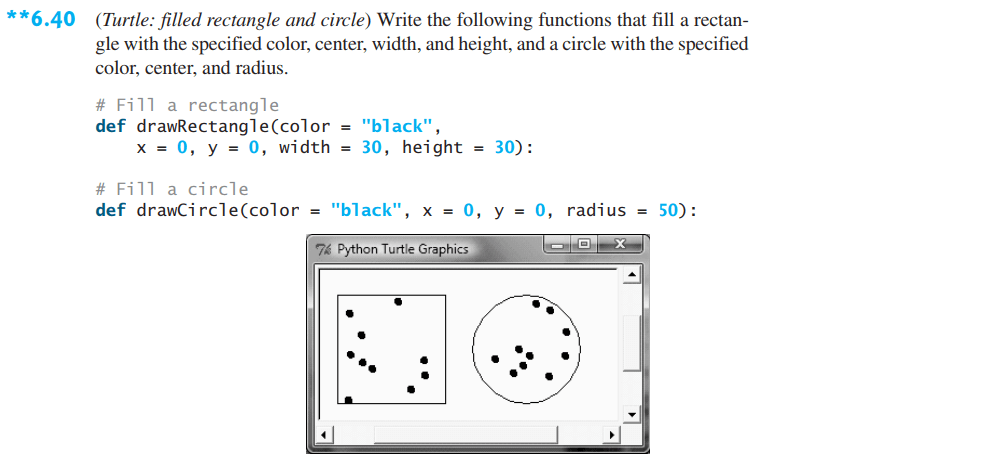 **6.40 (Turtle: filled rectangle and circle) Write the following functions that fill a rectan-
gle with the specified color, center, width, and height, and a circle with the specified
color, center, and radius.
# Fill a rectangle
def drawRectangle(color = "black",
    x = 0, y = 0, width = 30, height = 30):
# Fill a circle
def drawCircle(color = "black", x = 0, y = 0, radius = 50):
Python Turtle Graphics